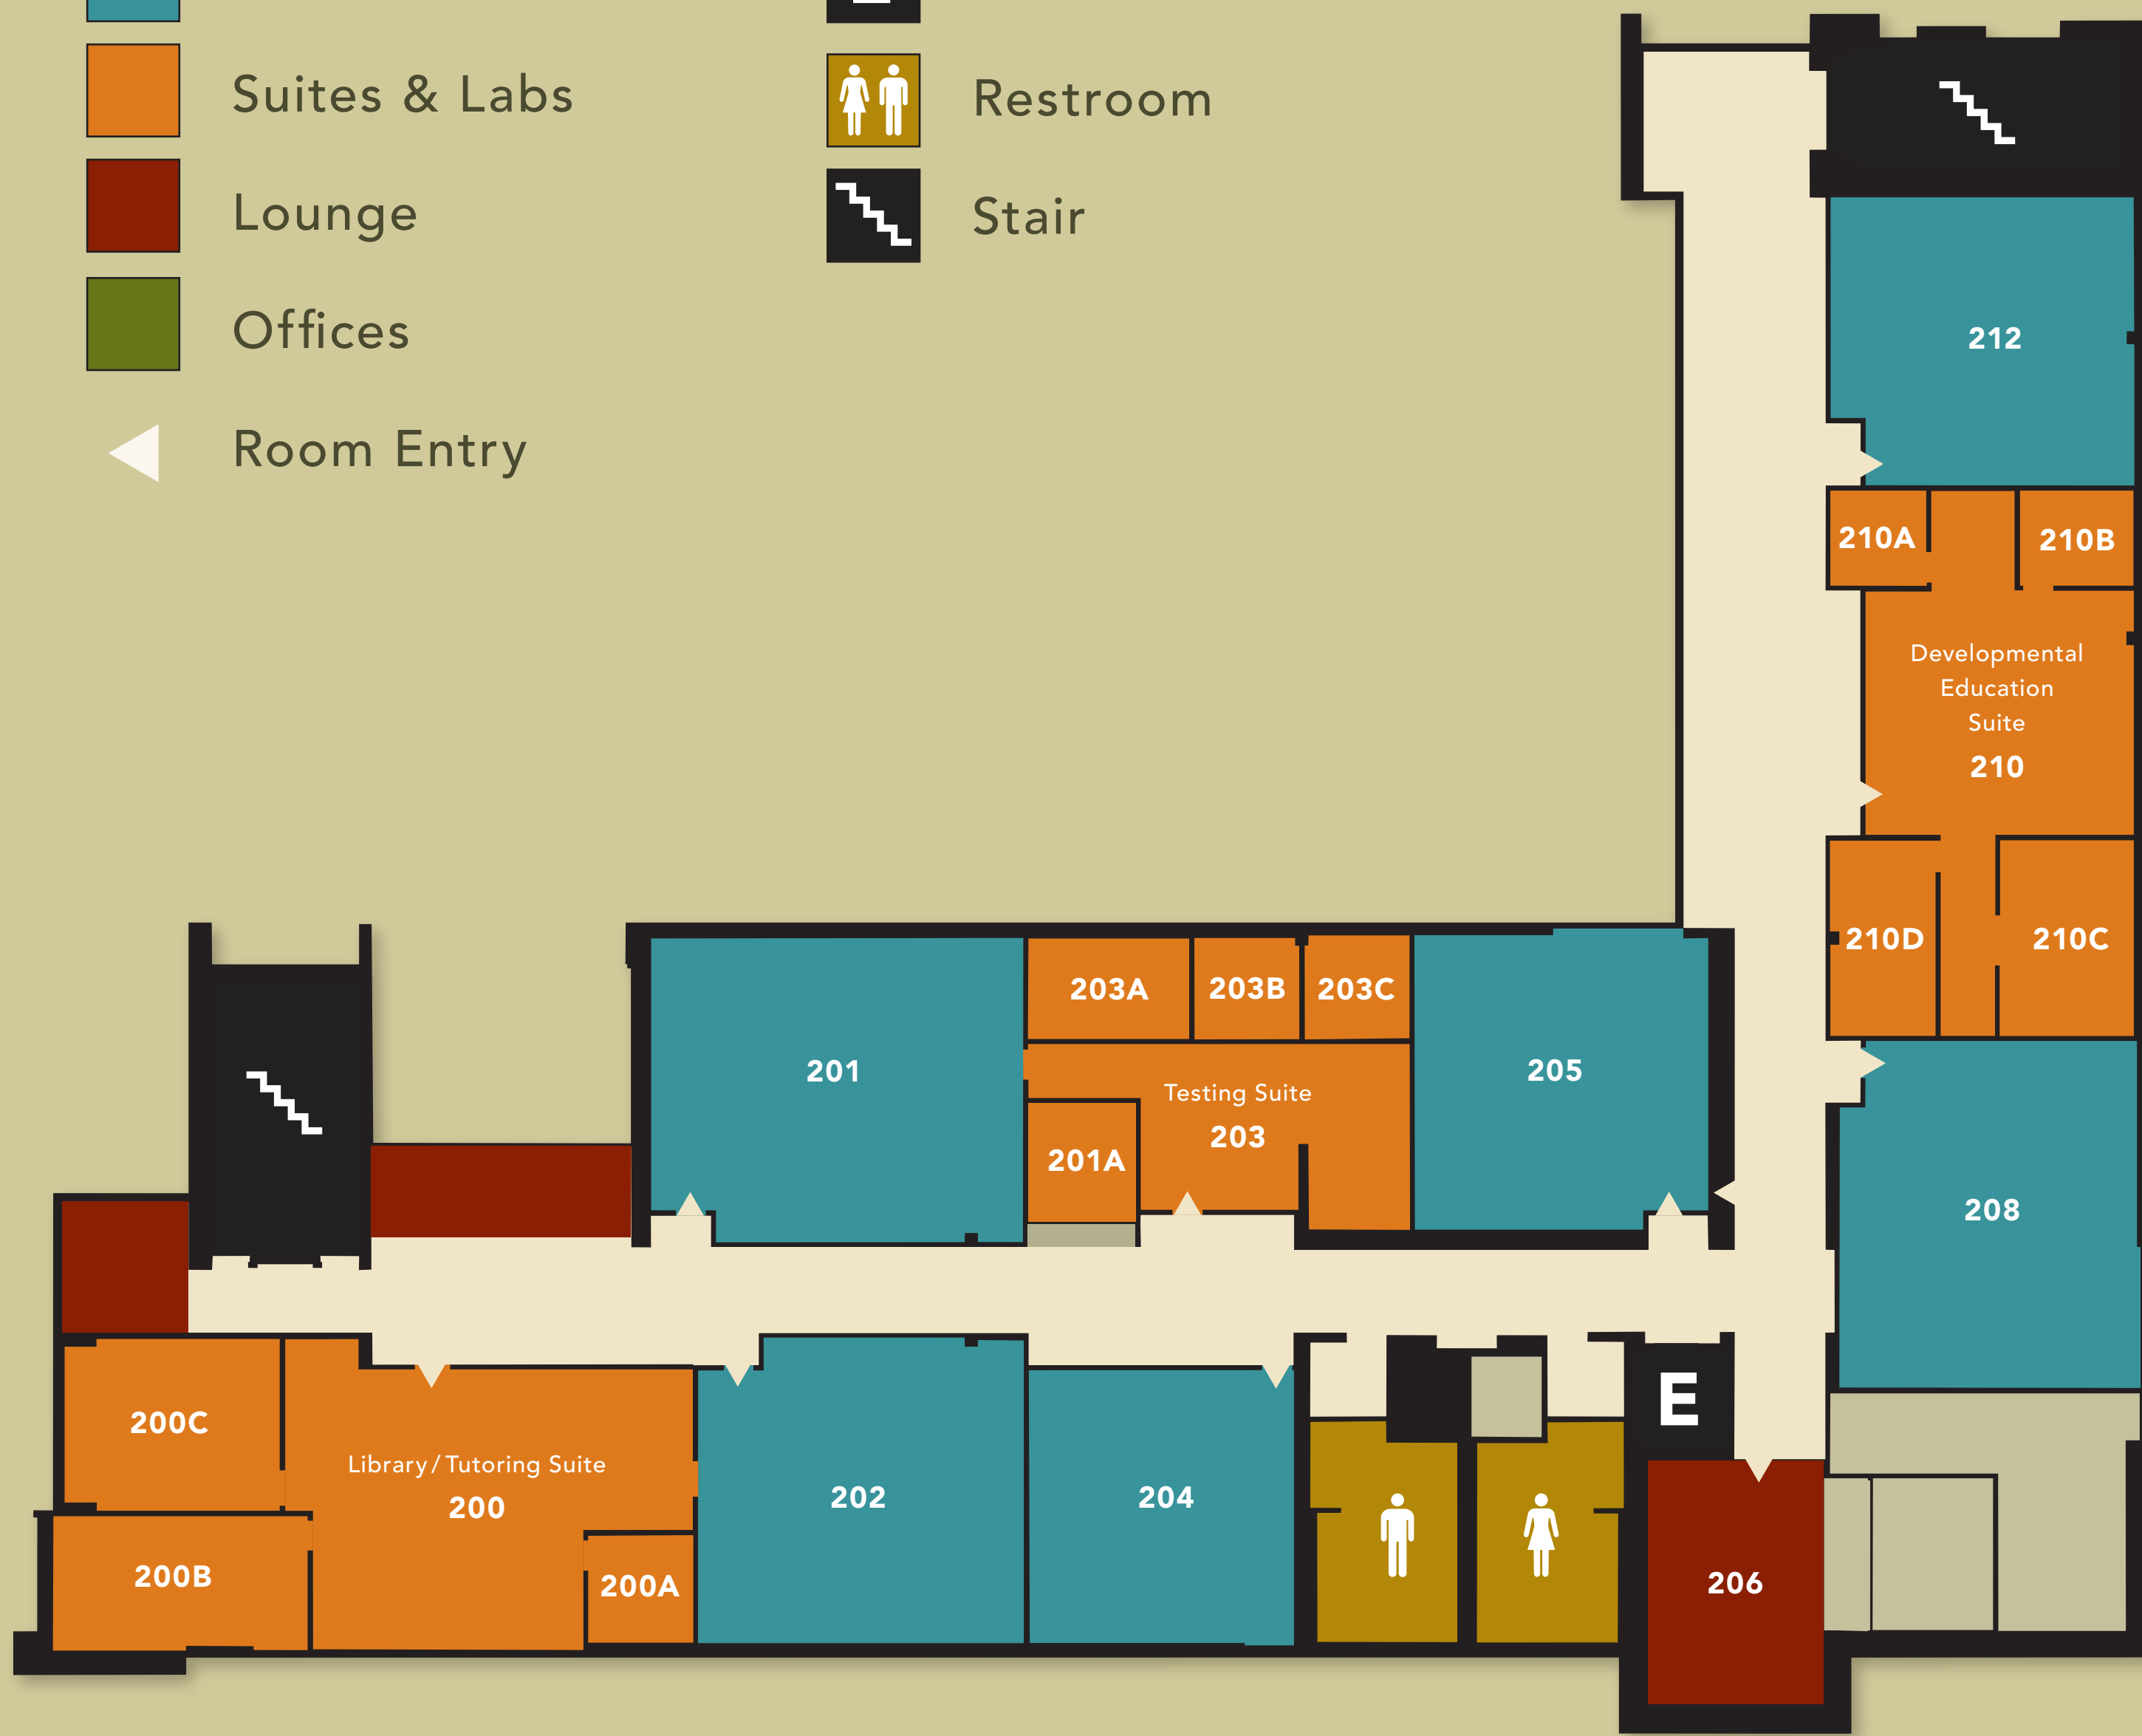 Suites & Labs
Restroom
Lounge
Stair
Offices
Room Entry
212
210A
210B
Developmental
Education
Suite
210
210D
210C
203A
203B
203C
201
205
Testing Suite
203
201A
208
E
200C
Library / Tutoring Suite
200
202
204
200B
200A
206